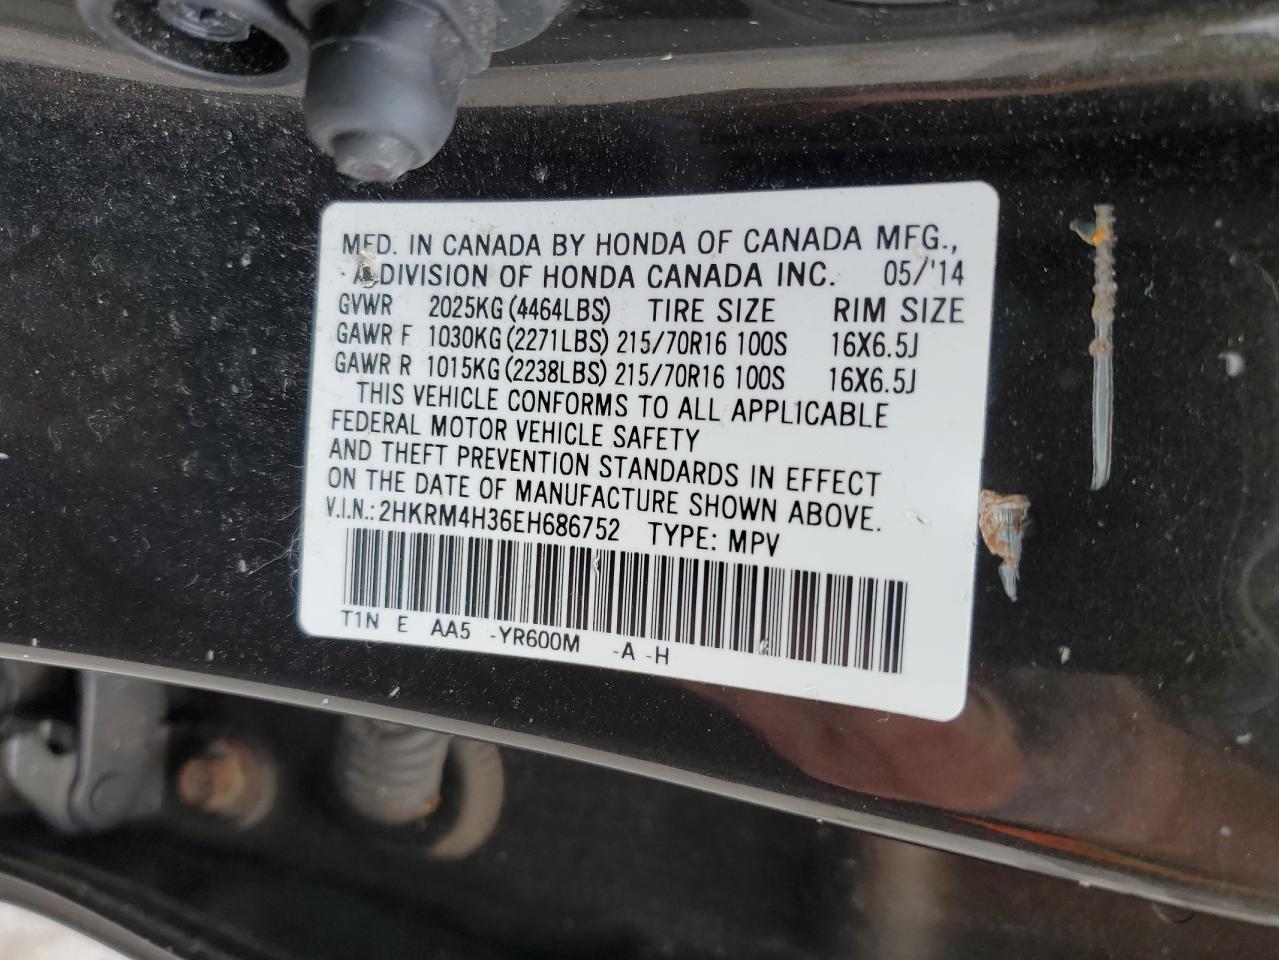 MFD. IN CANADA BY HONDA OF CANADA MFG.,
A DIVISION OF HONDA CANADA INC. 05/'14
GVWR 2025KG (4464LBS) TIRE SIZE RIM SIZE
GAWR F 1030KG (2271LBS) 215/70R16 100S 16X6.5J
GAWR R 1015KG (2238LBS) 215/70R16 100S 16X6.5J
THIS VEHICLE CONFORMS TO ALL APPLICABLE
FEDERAL MOTOR VEHICLE SAFETY
AND THEFT PREVENTION STANDARDS IN EFFECT
ON THE DATE OF MANUFACTURE SHOWN ABOVE.
V.I.N.: 2HKRM4H36EH686752 TYPE: MPV
T1N E AA5 -YR600M -A -H